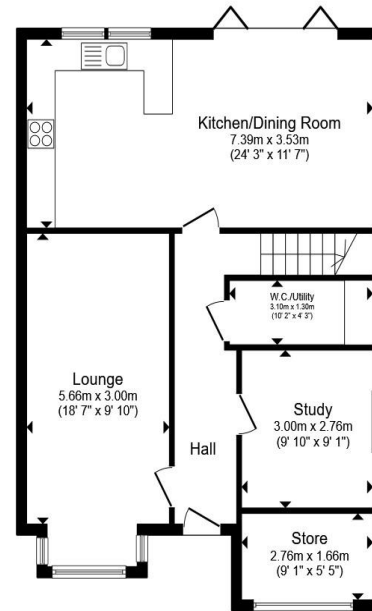 Kitchen/Dining Room
7.39m x 3.53m
(24' 3" x 11' 7")
W.C./Utility
3.10m x 1.30m
(10' 2" x 4' 3")
Lounge
5.66m x 3.00m
(18' 7" x 9' 10")
Study
3.00m x 2.76m
(9' 10" x 9' 1")
Hall
Store
2.76m x 1.66m
(9' 1" x 5' 5")